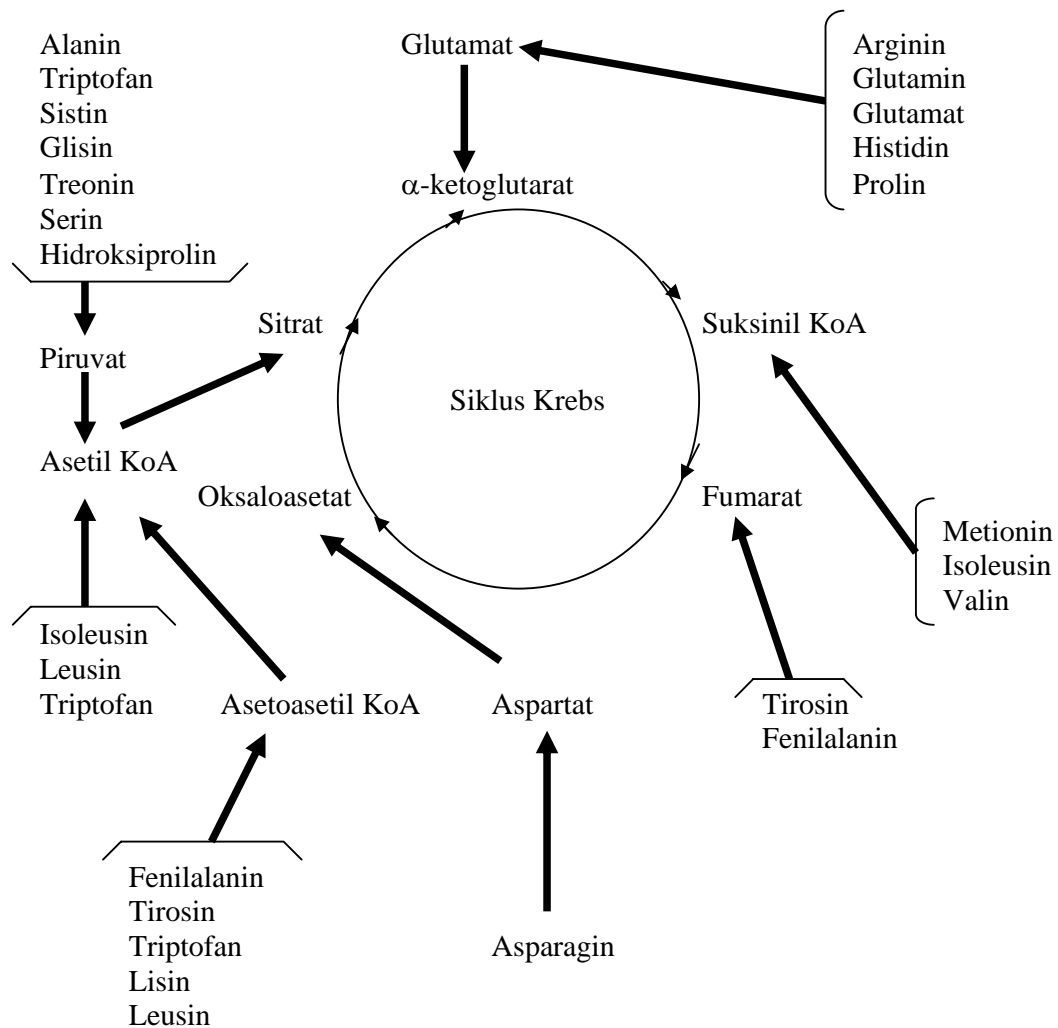 Alanin
Triptofan
Sistin
Glisin
Treonin
Serin
Hidroksiprolin
Glutamat
Arginin
Glutamin
Glutamat
Histidin
Prolin
α-ketoglutarat
Sitrat
Suksinil KoA
Piruvat
Siklus Krebs
Asetil KoA
Oksaloasetat
Fumarat
Metionin
Isoleusin
Valin
Isoleusin
Leusin
Triptofan
Asetoasetil KoA
Aspartat
Tirosin
Fenilalanin
Fenilalanin
Tirosin
Triptofan
Lisin
Leusin
Asparagin